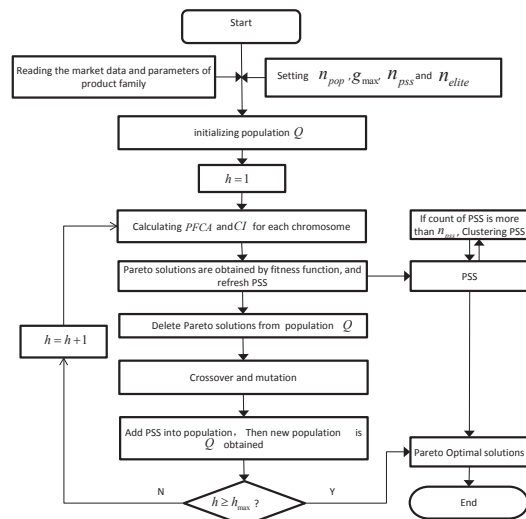 Start
Reading the market data and parameters of
product family
Setting n_pop , g_max, n_pss and n_elite
initializing population Q
h = 1
Calculating PFCA and CI for each chromosome
If count of PSS is more
than n_pss, Clustering PSS
Pareto solutions are obtained by fitness function, and
refresh PSS
PSS
Delete Pareto solutions from population Q
h = h + 1
Crossover and mutation
Add PSS into population, Then new population is
Q obtained
Pareto Optimal solutions
N
h ≥ h_max ?
Y
End